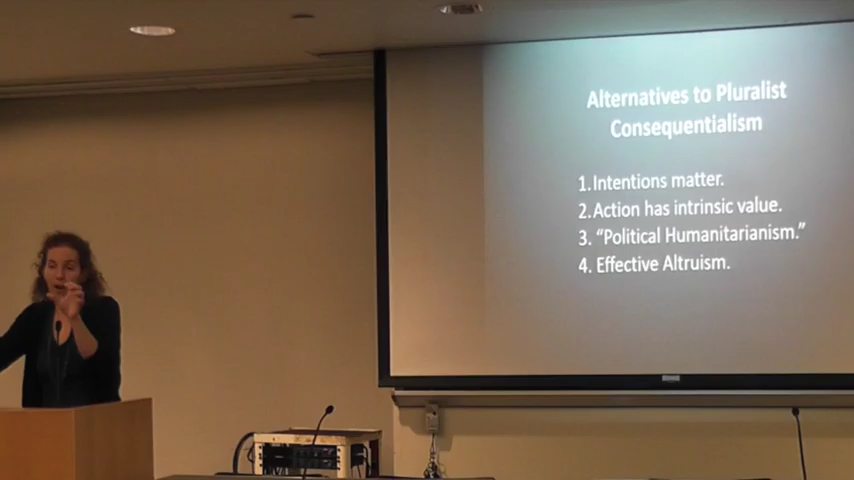 Alternatives to Pluralist
Consequentialism
1. Intentions matter.
2. Action has intrinsic value.
3. “Political Humanitarianism.”
4. Effective Altruism.